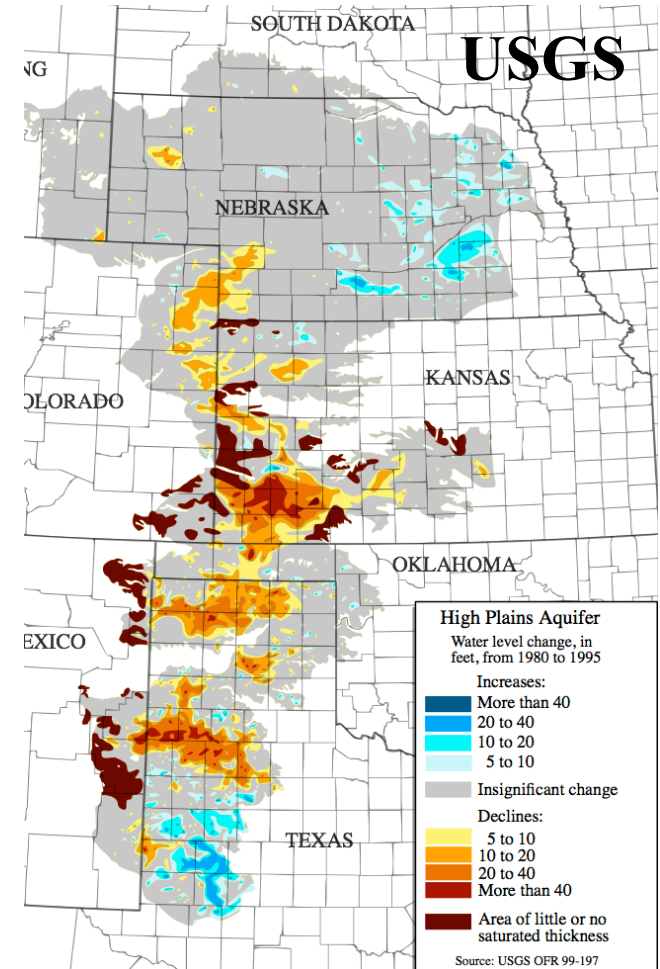 SOUTH DAKOTA
USGS
NG
NEBRASKA
KANSAS
OLORADO
OKLAHOMA
EXICO
TEXAS
High Plains Aquifer
Water level change, in
feet, from 1980 to 1995
Increases:
More than 40
20 to 40
10 to 20
5 to 10
Insignificant change
Declines:
5 to 10
10 to 20
20 to 40
More than 40
Area of little or no
saturated thickness
Source: USGS OFR 99-197